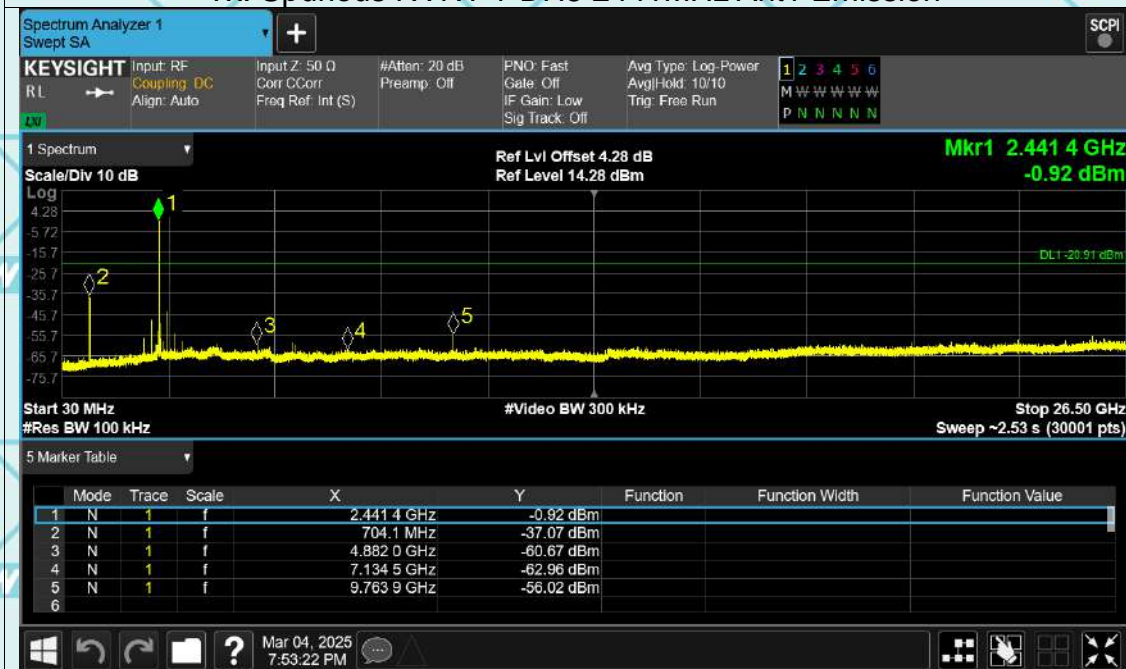 Spectrum Analyzer 1
Swept SA
+
SCPI
KEYSIGHT
RL
LXI
Input: RF
Coupling: DC
Align: Auto
Input Z: 50 Ω
Corr CCorr
Freq Ref: Int (S)
#Atten: 20 dB
Preamp: Off
PNO: Fast
Gate: Off
IF Gain: Low
Sig Track: Off
Avg Type: Log-Power
Avg|Hold: 10/10
Trig: Free Run
1 2 3 4 5 6
M W W W W W
P N N N N N
1 Spectrum
Scale/Div 10 dB
Ref Lvl Offset 4.28 dB
Ref Level 14.28 dBm
Mkr1 2.441 4 GHz
-0.92 dBm
Log
4.28
-5.72
-15.7
-25.7
-35.7
-45.7
-55.7
-65.7
-75.7
1
2
3
4
5
DL1 -20.91 dBm
Start 30 MHz
#Video BW 300 kHz
Stop 26.50 GHz
#Res BW 100 kHz
Sweep ~2.53 s (30001 pts)
5 Marker Table
Mode Trace Scale X Y Function Function Width Function Value
1 N 1 f 2.441 4 GHz -0.92 dBm
2 N 1 f 704.1 MHz -37.07 dBm
3 N 1 f 4.882 0 GHz -60.67 dBm
4 N 1 f 7.134 5 GHz -62.96 dBm
5 N 1 f 9.763 9 GHz -56.02 dBm
6
?
Mar 04, 2025
7:53:22 PM